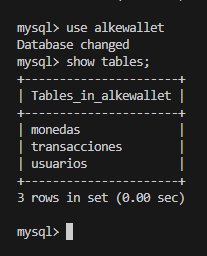 mysql> use alkewallet
Database changed
mysql> show tables;
+----------------------+
| Tables_in_alkewallet |
+----------------------+
| monedas              |
| transacciones        |
| usuarios             |
+----------------------+
3 rows in set (0.00 sec)
mysql>